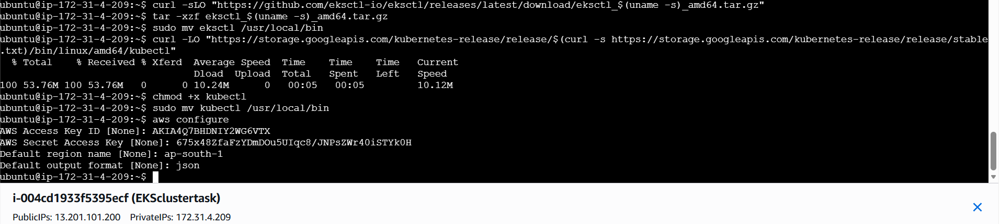 ubuntu@ip-172-31-4-209:~$ curl -sLO "https://github.com/eksctl-io/eksctl/releases/latest/download/eksctl_$(uname -s)_amd64.tar.gz"
ubuntu@ip-172-31-4-209:~$ tar -xzf eksctl_$(uname -s)_amd64.tar.gz
ubuntu@ip-172-31-4-209:~$ sudo mv eksctl /usr/local/bin
ubuntu@ip-172-31-4-209:~$ curl -LO "https://storage.googleapis.com/kubernetes-release/release/$(curl -s https://storage.googleapis.com/kubernetes-release/release/stable
.txt)/bin/linux/amd64/kubectl"
  % Total    % Received % Xferd  Average Speed  Time    Time    Time   Current
                                 Dload  Upload  Total   Spent   Left   Speed
100 53.76M 100 53.76M   0      0 10.24M      0   00:05   00:05         10.12M
ubuntu@ip-172-31-4-209:~$ chmod +x kubectl
ubuntu@ip-172-31-4-209:~$ sudo mv kubectl /usr/local/bin
ubuntu@ip-172-31-4-209:~$ aws configure
AWS Access Key ID [None]: AKIA4Q7BHDNIY2WG6VTX
AWS Secret Access Key [None]: 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
Default region name [None]: ap-south-1
Default output format [None]: json
ubuntu@ip-172-31-4-209:~$
i-004cd1933f5395ecf (EKSclustertask)
PublicIPs: 13.201.101.200    PrivateIPs: 172.31.4.209